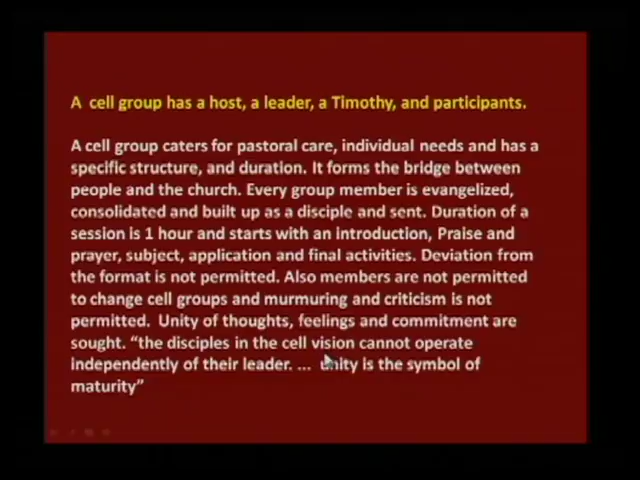 A cell group has a host, a leader, a Timothy, and participants.
A cell group caters for pastoral care, individual needs and has a
specific structure, and duration. It forms the bridge between
people and the church. Every group member is evangelized,
consolidated and built up as a disciple and sent. Duration of a
session is 1 hour and starts with an introduction, Praise and
prayer, subject, application and final activities. Deviation from
the format is not permitted. Also members are not permitted
to change cell groups and murmuring and criticism is not
permitted. Unity of thoughts, feelings and commitment are
sought. “the disciples in the cell vision cannot operate
independently of their leader. ... unity is the symbol of
maturity”